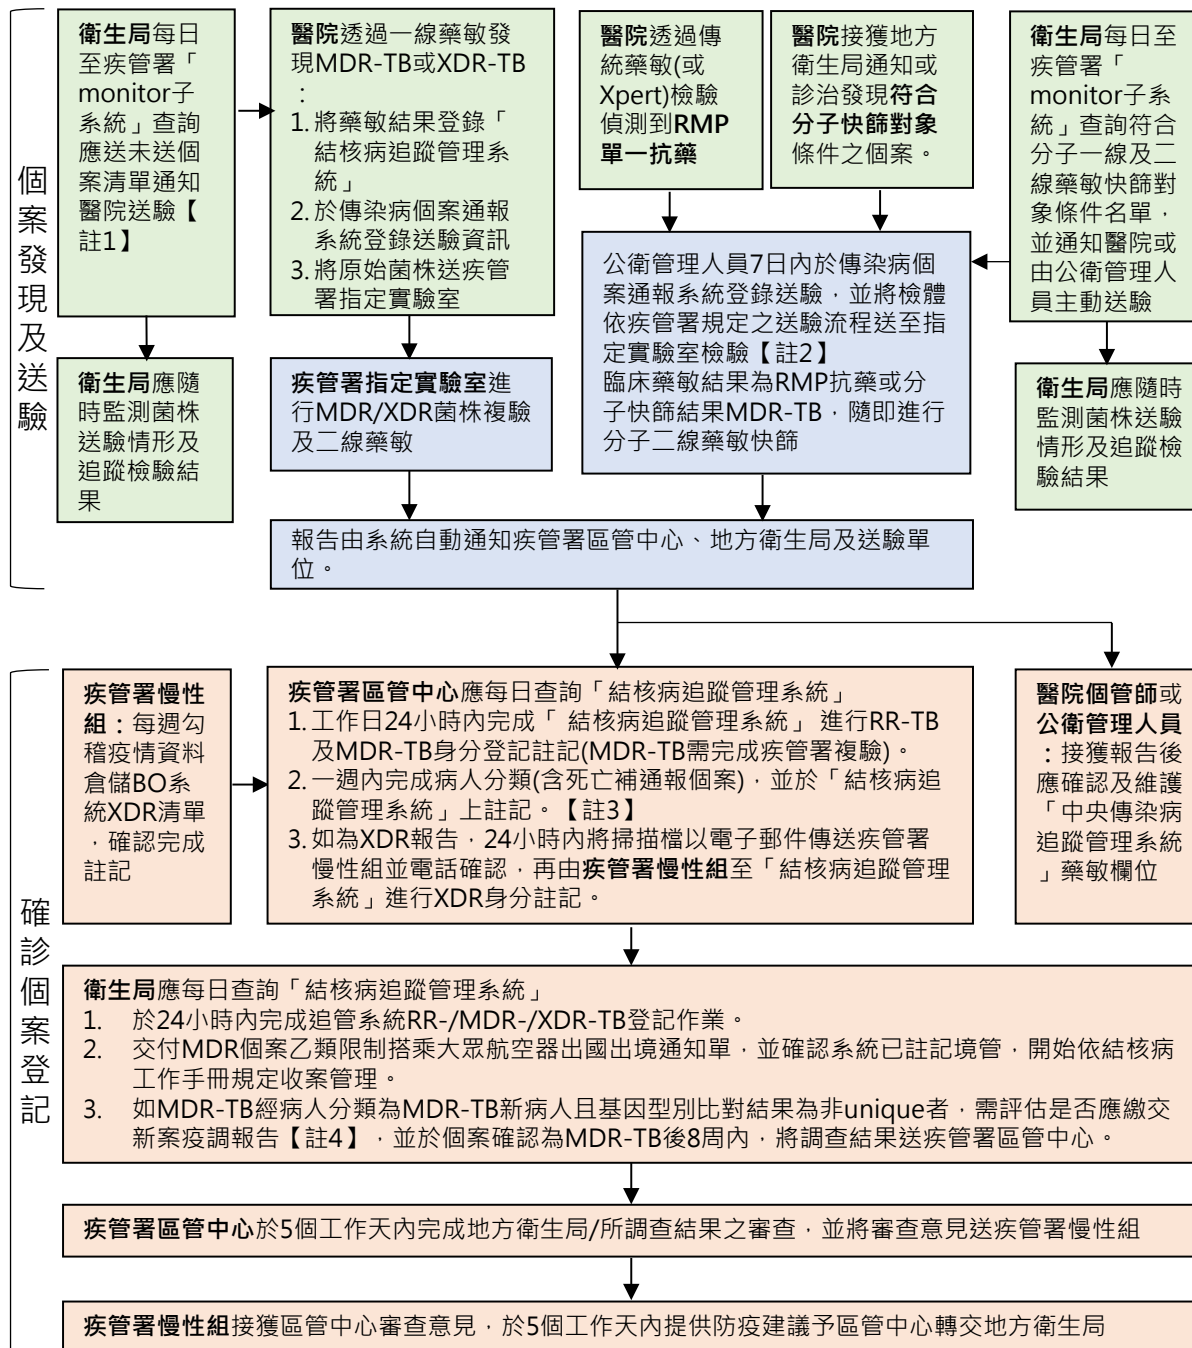 個案發現及送驗
衛生局每日
至疾管署「
monitor子
系統」查詢
應送未送個
案清單通知
醫院送驗【
註1】
醫院透過一線藥敏發
現MDR-TB或XDR-TB
：
1. 將藥敏結果登錄「
結核病追蹤管理系
統」
2. 於傳染病個案通報
系統登錄送驗資訊
3. 將原始菌株送疾管
署指定實驗室
醫院透過傳
統藥敏(或
Xpert)檢驗
偵測到RMP
單一抗藥
醫院接獲地方
衛生局通知或
診治發現符合
分子快篩對象
條件之個案。
衛生局每日至
疾管署「
monitor子系
統」查詢符合
分子一線及二
線藥敏快篩對
象條件名單，
並通知醫院或
由公衛管理人
員主動送驗
衛生局應隨時
監測菌株
送驗情形及
追蹤檢驗結
果
疾管署指定實驗室進
行MDR/XDR菌株複驗
及二線藥敏
公衛管理人員7日內於傳染病個
案通報系統登錄送驗，並將檢體
依疾管署規定之送驗流程送至指
定實驗室檢驗【註2】
臨床藥敏結果為RMP抗藥或分
子快篩結果MDR-TB，隨即進行
分子二線藥敏快篩
衛生局應隨時
監測菌株送驗
情形及追蹤檢
驗結果
報告由系統自動通知疾管署區管中心、地方衛生局及送驗單
位。
確診個案登記
疾管署慢性
組：每週勾
稽疫情資料
倉儲BO系
統XDR清單
，確認完成
註記
疾管署區管中心應每日查詢「結核病追蹤管理系統」
1. 工作日24小時內完成「 結核病追蹤管理系統」 進行RR-TB
及MDR-TB身分登記註記(MDR-TB需完成疾管署複驗)。
2. 一週內完成病人分類(含死亡補通報個案)，並於「結核病追
蹤管理系統」上註記。【註3】
3. 如為XDR報告，24小時內將掃描檔以電子郵件傳送疾管署
慢性組並電話確認，再由疾管署慢性組至「結核病追蹤管理
系統」進行XDR身分註記。
醫院個管師或
公衛管理人員
：接獲報告後
應確認及維護
「中央傳染病
追蹤管理系統
」藥敏欄位
衛生局應每日查詢「結核病追蹤管理系統」
1. 於24小時內完成追管系統RR-/MDR-/XDR-TB登記作業。
2. 交付MDR個案乙類限制搭乘大眾航空器出國出境通知單，並確認系統已註記境管，開始依結核病
工作手冊規定收案管理。
3. 如MDR-TB經病人分類為MDR-TB新病人且基因型別比對結果為非unique者，需評估是否應繳交
新案疫調報告【註4】，並於個案確認為MDR-TB後8周內，將調查結果送疾管署區管中心。
疾管署區管中心於5個工作天內完成地方衛生局/所調查結果之審查，並將審查意見送疾管署慢性組
疾管署慢性組接獲區管中心審查意見，於5個工作天內提供防疫建議予區管中心轉交地方衛生局